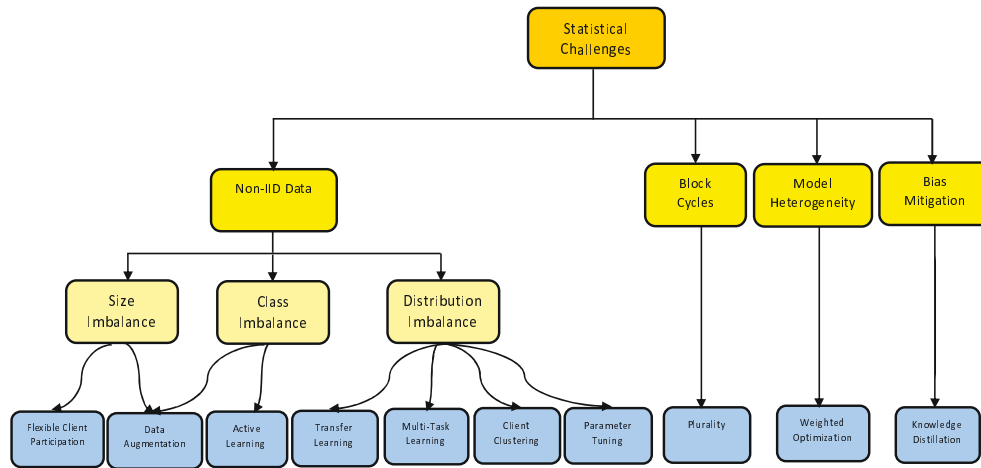 Statistical
Challenges
Non-IID Data
Block
Cycles
Model
Heterogeneity
Bias
Mitigation
Size
Imbalance
Class
Imbalance
Distribution
Imbalance
Flexible Client
Participation
Data
Augmentation
Active
Learning
Transfer
Learning
Multi-Task
Learning
Client
Clustering
Parameter
Tuning
Plurality
Weighted
Optimization
Knowledge
Distillation